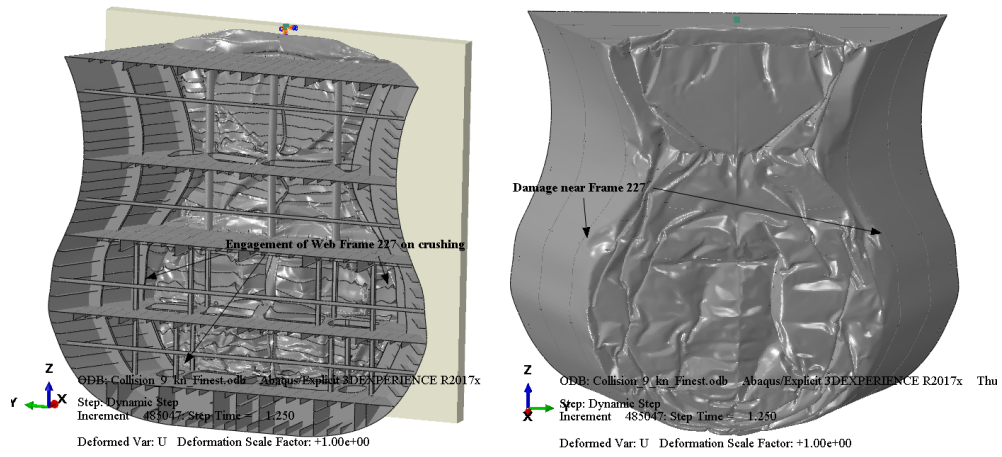 Engagement of Web Frame 227 on crushing
Z
Y
X
ODB: Collision_9_kn_Finest.odb Abaqus/Explicit 3DEXPERIENCE R2017x
Step: Dynamic Step
Increment 485047: Step Time = 1.250
Deformed Var: U Deformation Scale Factor: +1.00e+00
Damage near Frame 227
Z
Y
X
ODB: Collision_9_kn_Finest.odb Abaqus/Explicit 3DEXPERIENCE R2017x Thu
Step: Dynamic Step
Increment 485047: Step Time = 1.250
Deformed Var: U Deformation Scale Factor: +1.00e+00